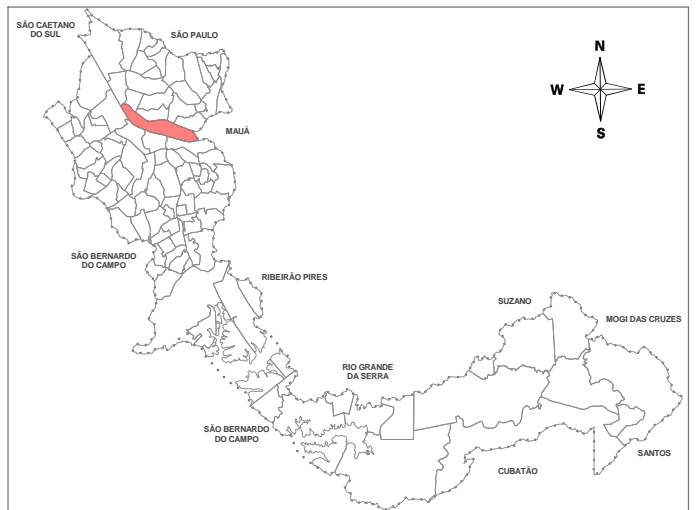 SÃO CAETANO
DO SUL
SÃO PAULO
N
W
E
S
MAUÁ
SÃO BERNARDO
DO CAMPO
RIBEIRÃO PIRES
SUZANO
MOGI DAS CRUZES
RIO GRANDE
DA SERRA
SÃO BERNARDO
DO CAMPO
SANTOS
CUBATÃO